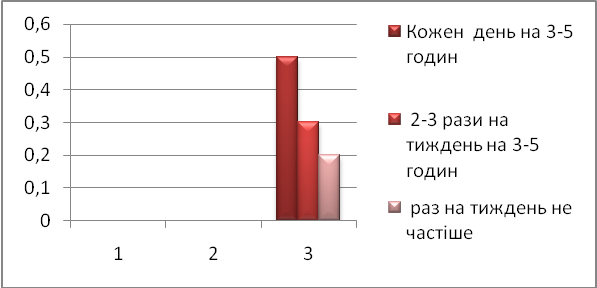 0,6
0,5
0,4
0,3
0,2
0,1
0
1 2 3
Кожен день на 3-5
годин
2-3 рази на
тиждень на 3-5
годин
раз на тиждень не
частіше